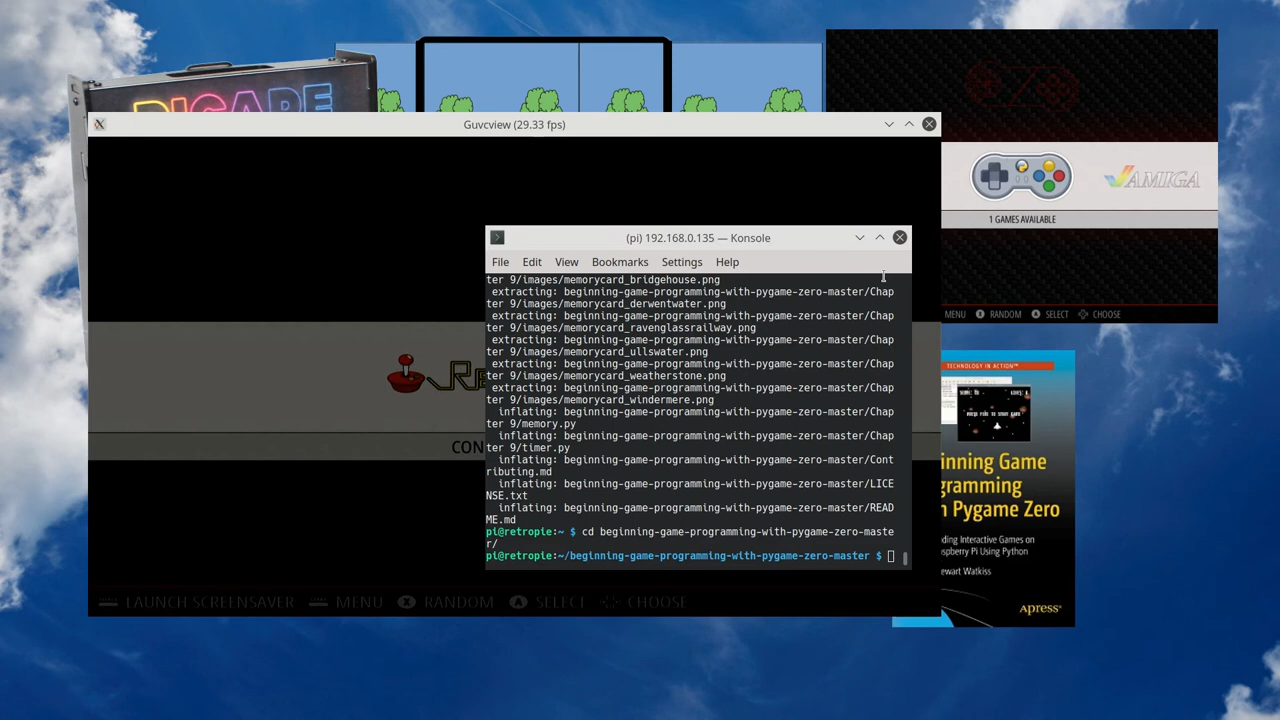 PICADE
Guvcview (29.33 fps)
AMIGA
1 GAMES AVAILABLE
MENU RANDOM SELECT CHOOSE
(pi) 192.168.0.135 — Konsole
File Edit View Bookmarks Settings Help
ter 9/images/memorycard_bridgehouse.png
extracting: beginning-game-programming-with-pygame-zero-master/Chap
ter 9/images/memorycard_derwentwater.png
extracting: beginning-game-programming-with-pygame-zero-master/Chap
ter 9/images/memorycard_ravenglassrailway.png
extracting: beginning-game-programming-with-pygame-zero-master/Chap
ter 9/images/memorycard_ullswater.png
extracting: beginning-game-programming-with-pygame-zero-master/Chap
ter 9/images/memorycard_weatherstone.png
extracting: beginning-game-programming-with-pygame-zero-master/Chap
ter 9/images/memorycard_windermere.png
inflating: beginning-game-programming-with-pygame-zero-master/Chap
ter 9/memory.py
inflating: beginning-game-programming-with-pygame-zero-master/Chap
ter 9/timer.py
inflating: beginning-game-programming-with-pygame-zero-master/Cont
ributing.md
inflating: beginning-game-programming-with-pygame-zero-master/LICE
NSE.txt
inflating: beginning-game-programming-with-pygame-zero-master/READ
ME.md
pi@retropie:~ $ cd beginning-game-programming-with-pygame-zero-maste
r/
pi@retropie:~/beginning-game-programming-with-pygame-zero-master $
Re
CON
LAUNCH SCREENSAVER MENU RANDOM SELECT CHOOSE
TECHNOLOGY IN ACTION™
inning Game
gramming
h Pygame Zero
ding Interactive Games on
spberry Pi Using Python
ewart Watkiss
Apress®